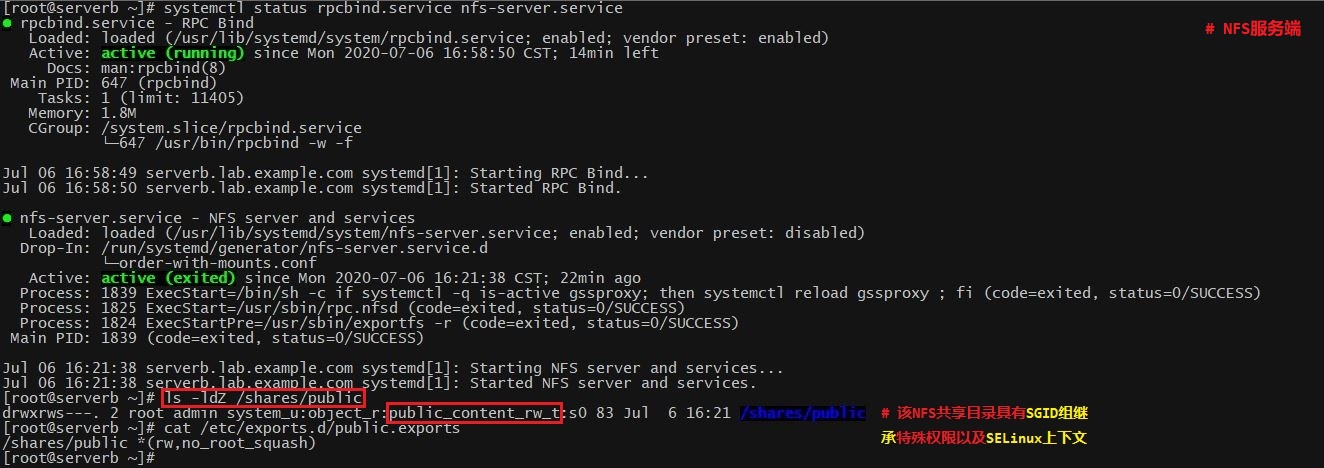 [root@serverb ~]# systemctl status rpcbind.service nfs-server.service
● rpcbind.service - RPC Bind
# NFS服务端
Loaded: loaded (/usr/lib/systemd/system/rpcbind.service; enabled; vendor preset: enabled)
Active: active (running) since Mon 2020-07-06 16:58:50 CST; 14min left
Docs: man:rpcbind(8)
Main PID: 647 (rpcbind)
Tasks: 1 (limit: 11405)
Memory: 1.8M
CGroup: /system.slice/rpcbind.service
└─647 /usr/bin/rpcbind -w -f
Jul 06 16:58:49 serverb.lab.example.com systemd[1]: Starting RPC Bind...
Jul 06 16:58:50 serverb.lab.example.com systemd[1]: Started RPC Bind.
● nfs-server.service - NFS server and services
Loaded: loaded (/usr/lib/systemd/system/nfs-server.service; enabled; vendor preset: disabled)
Drop-In: /run/systemd/generator/nfs-server.service.d
└─order-with-mounts.conf
Active: active (exited) since Mon 2020-07-06 16:21:38 CST; 22min ago
Process: 1839 ExecStart=/bin/sh -c if systemctl -q is-active gssproxy; then systemctl reload gssproxy ; fi (code=exited, status=0/SUCCESS)
Process: 1825 ExecStart=/usr/sbin/rpc.nfsd (code=exited, status=0/SUCCESS)
Process: 1824 ExecStartPre=/usr/sbin/exportfs -r (code=exited, status=0/SUCCESS)
Main PID: 1839 (code=exited, status=0/SUCCESS)
Jul 06 16:21:38 serverb.lab.example.com systemd[1]: Starting NFS server and services...
Jul 06 16:21:38 serverb.lab.example.com systemd[1]: Started NFS server and services.
[root@serverb ~]# ls -ldZ /shares/public
drwxrws---. 2 root admin system_u:object_r:public_content_rw_t:s0 83 Jul  6 16:21 /shares/public # 该NFS共享目录具有SGID组继
[root@serverb ~]# cat /etc/exports.d/public.exports 承特殊权限以及SELinux上下文
/shares/public *(rw,no_root_squash)
[root@serverb ~]#